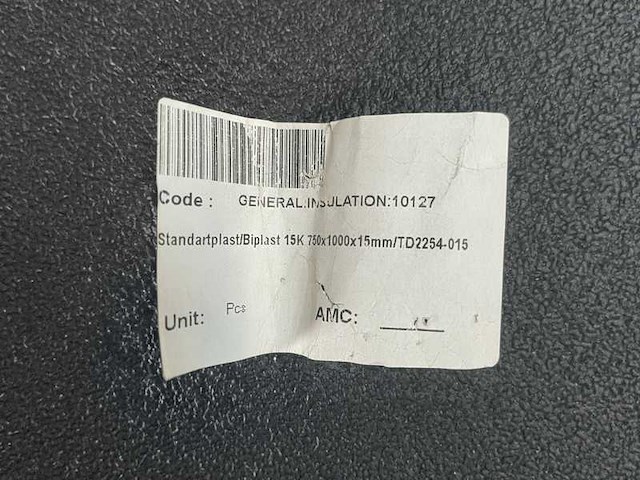 Code : GENERAL:INSULATION:10127
Standartplast/Biplast 15K 750x1000x15mm/TD2254-015
Unit: Pcs AMC: